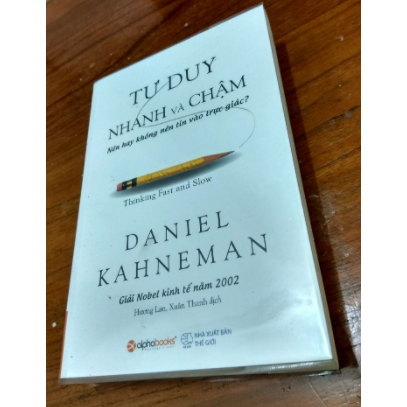 TƯ DUY
NHANH VÀ CHẬM
Nên hay không nên tin vào trực giác?
Thinking Fast and Slow
DANIEL
KAHNEMAN
Giải Nobel kinh tế năm 2002
Hương Lan, Xuân Thanh dịch
alphabooks
NHÀ XUẤT BẢN
THẾ GIỚI